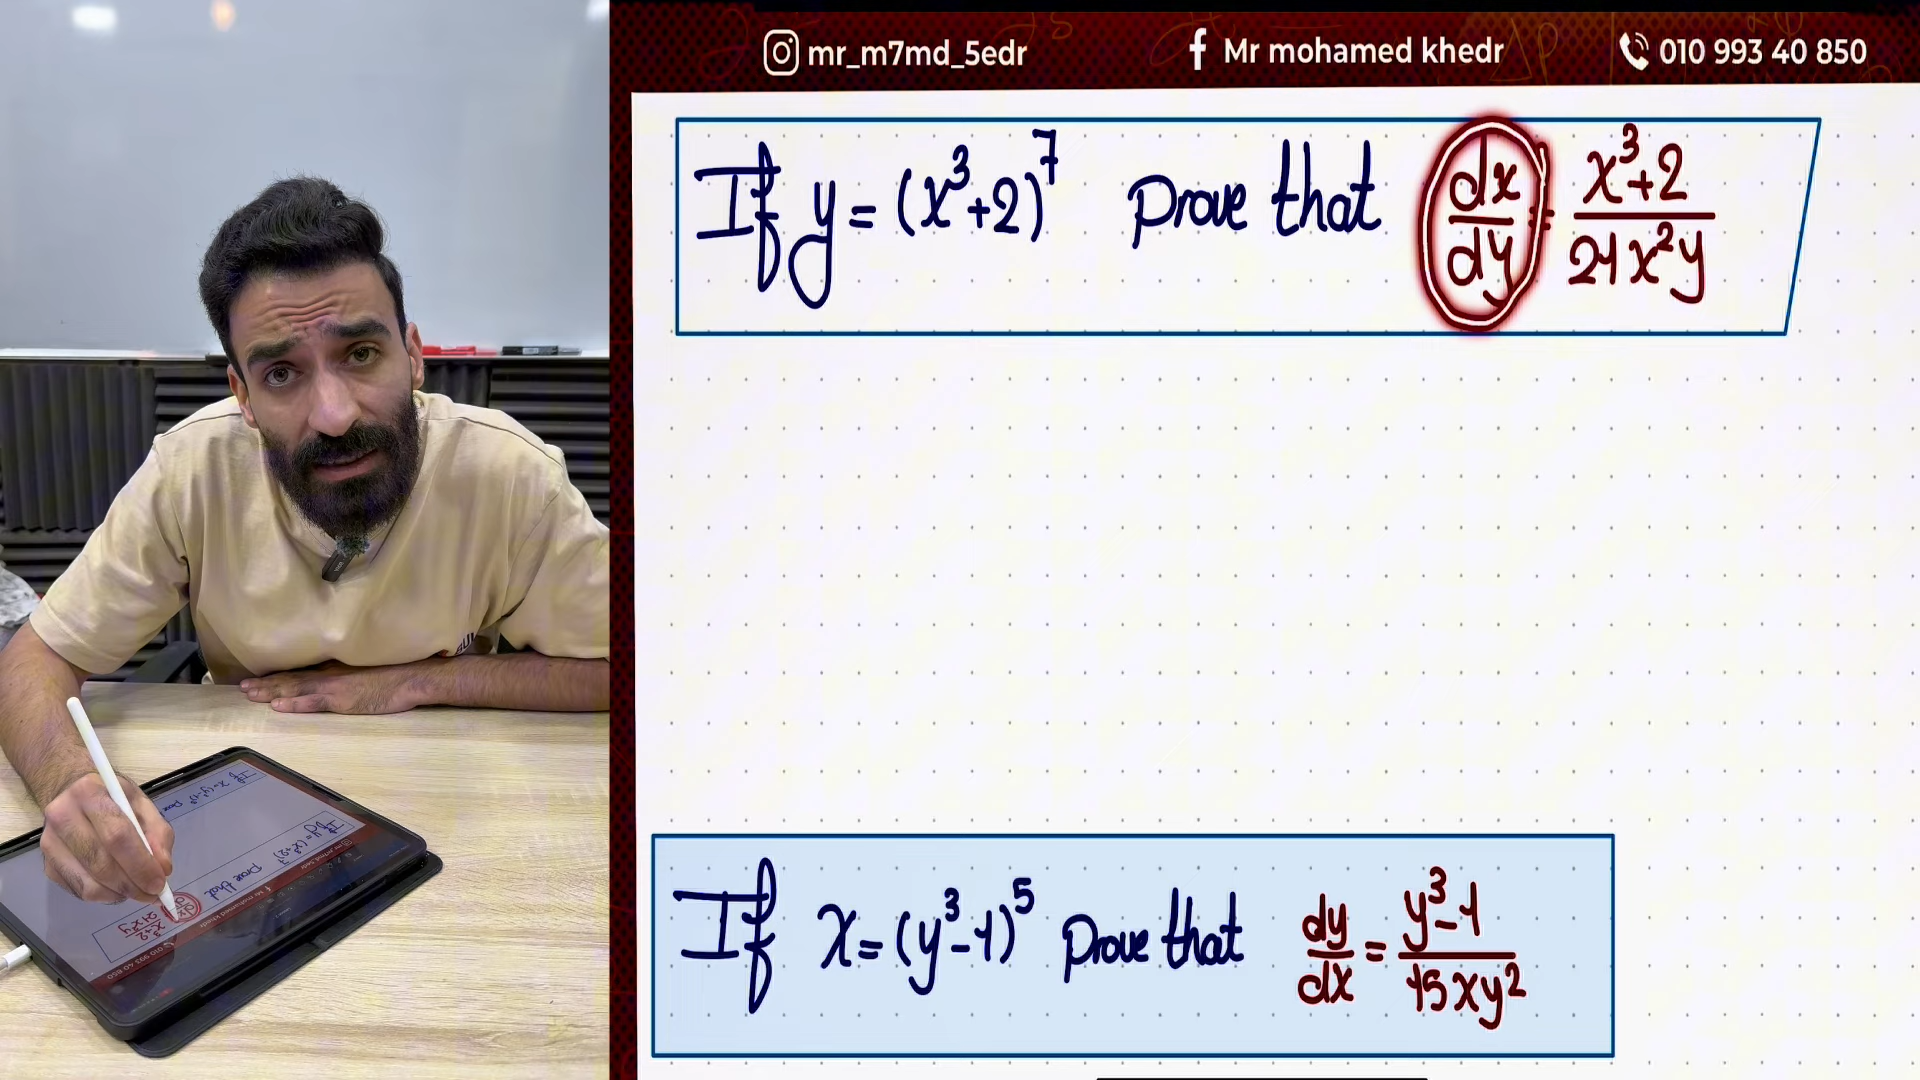 mr_m7md_5edr
Mr mohamed khedr
010 993 40 850
If y = (x³+2)⁷ prove that dx/dy = x³+2 / 21x²y
If x = (y³-1)⁵ prove that dy/dx = y³-1 / 15xy²